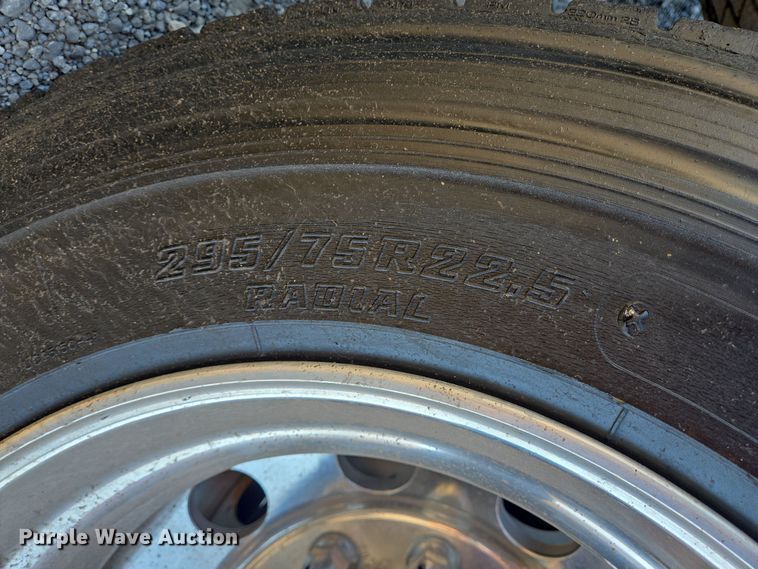 295/75R22.5
RADIAL
Purple Wave Auction